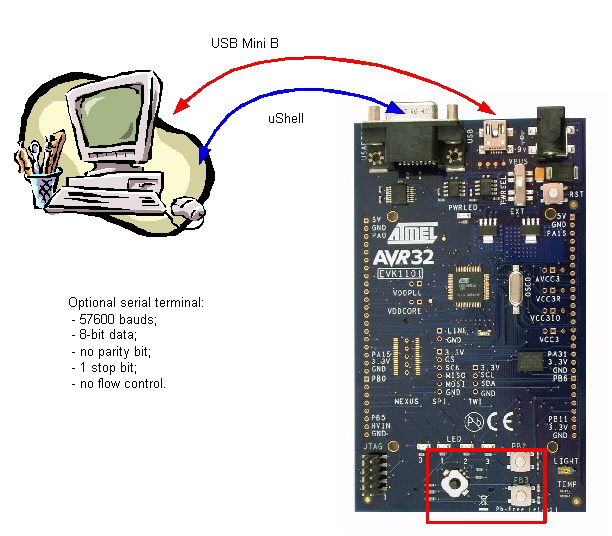 USB Mini B
uShell
Optional serial terminal:
- 57600 bauds;
- 8-bit data;
- no parity bit;
- 1 stop bit;
- no flow control.
USB
VBUS
PWRSEL
EXT
RST
PWRLED
5V
GND
PA0
5V
GND
PA15
ATMEL
AVR32
EVK1101
VDDPLL
VDDCORE
OSC0
AVCC3
VCC3R
VCC3IO
VCC3
LINE
GND
PA15
3.3V
GND
PB0
3.3V
CS
SCK
MISO
MOSI
GND
SPI
3.3V
SCL
SDA
GND
TWI
NEXUS
PA31
3.3V
GND
PB6
PB5
HVIN
GND
JTAG
Pb
CE
PB11
3.3V
GND
LED
0
1
2
3
PB2
PB3
LIGHT
TEMP